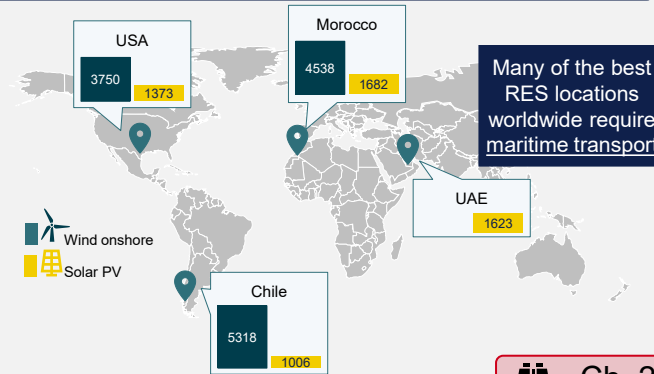 USA
3750
1373
Morocco
4538
1682
Many of the best
RES locations
worldwide require
maritime transport
UAE
1623
Wind onshore
Solar PV
Chile
5318
1006